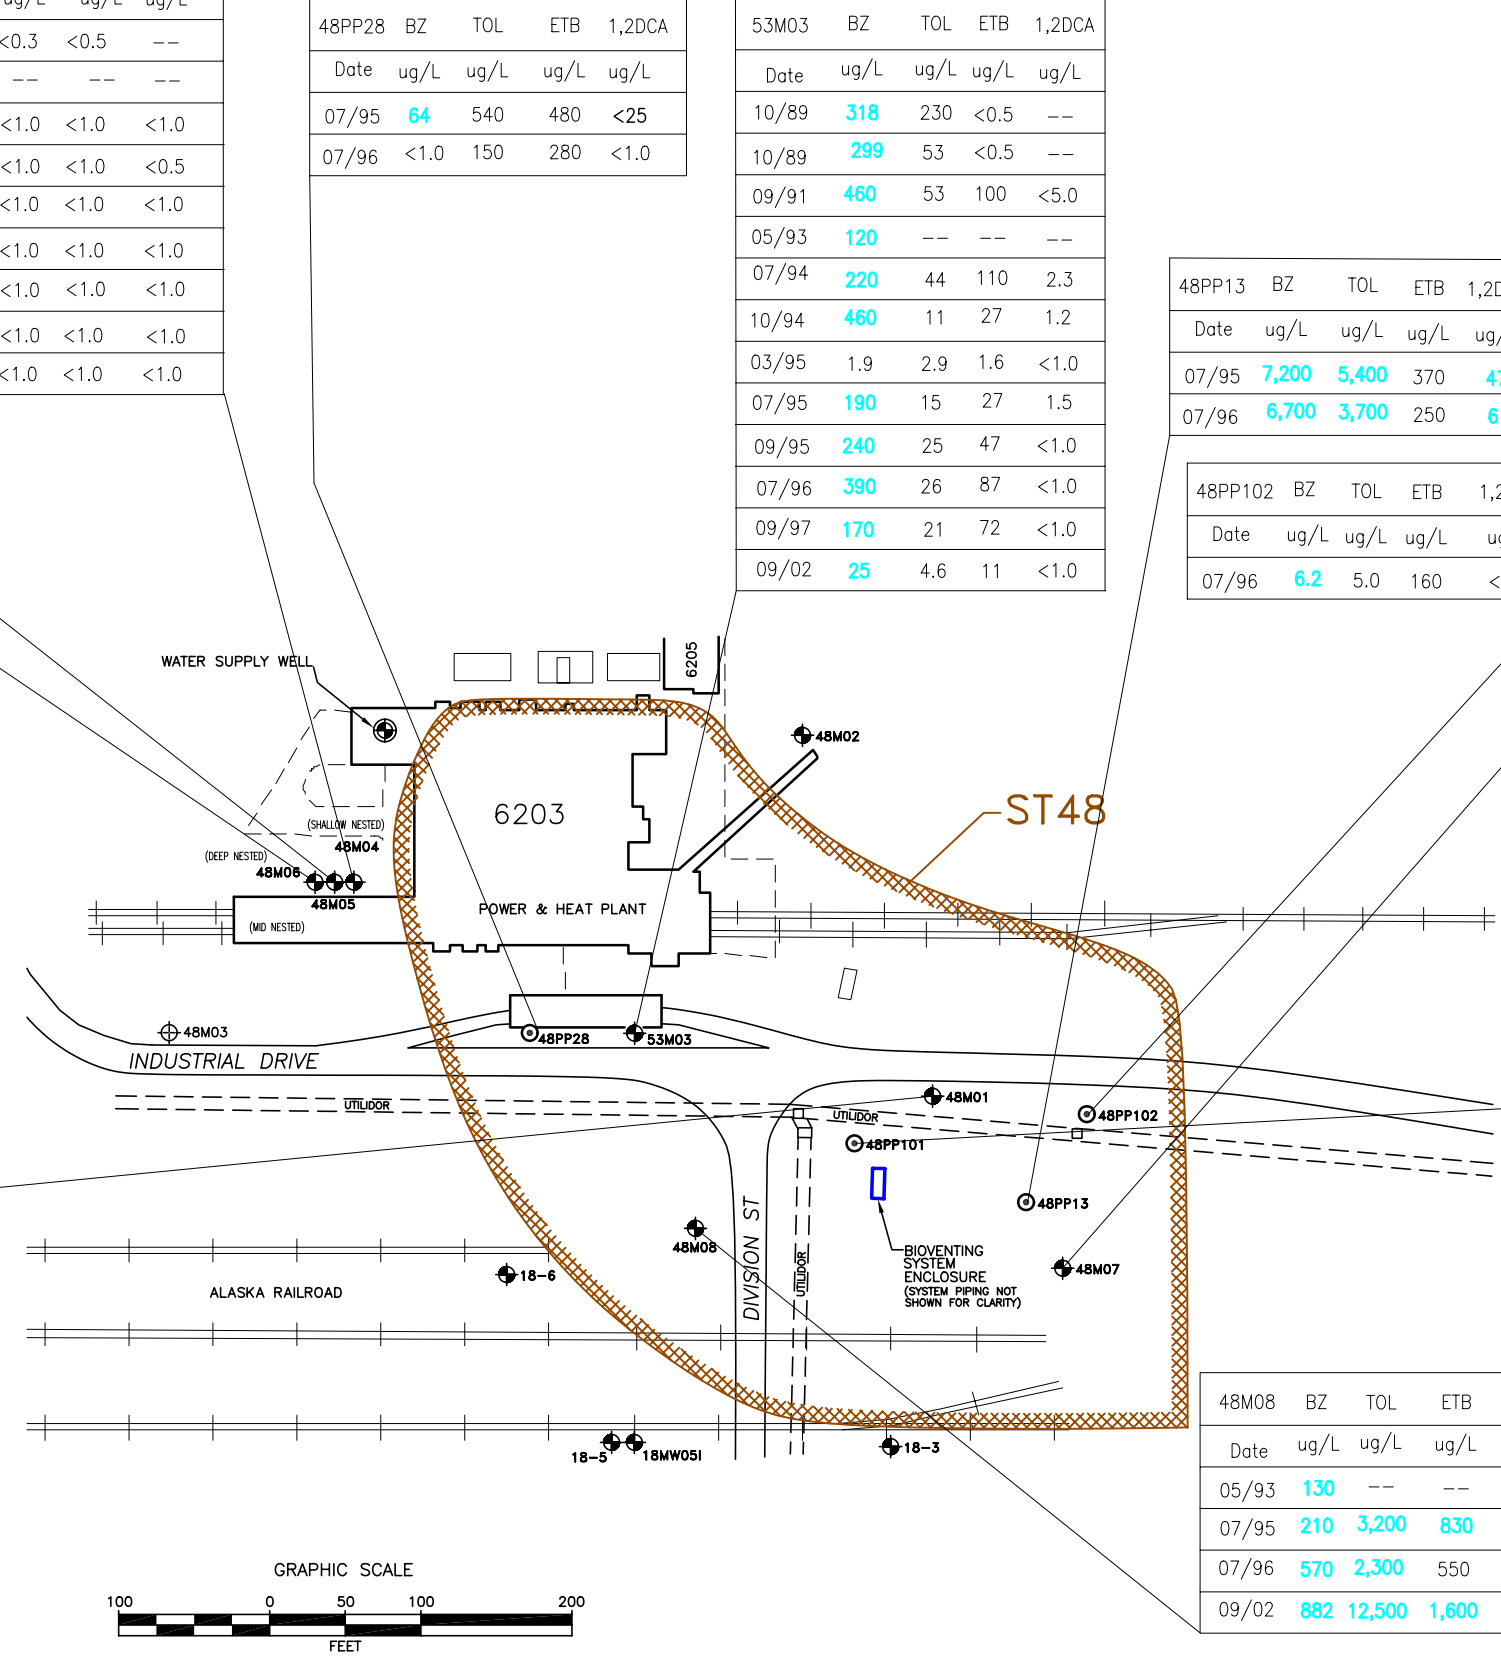 ug/L ug/L ug/L
<0.3 <0.5 --
-- -- --
<1.0 <1.0 <1.0
<1.0 <1.0 <0.5
<1.0 <1.0 <1.0
<1.0 <1.0 <1.0
<1.0 <1.0 <1.0
<1.0 <1.0 <1.0
<1.0 <1.0 <1.0
48PP28 BZ TOL ETB 1,2DCA
Date ug/L ug/L ug/L ug/L
07/95 64 540 480 <25
07/96 <1.0 150 280 <1.0
53M03 BZ TOL ETB 1,2DCA
Date ug/L ug/L ug/L ug/L
10/89 318 230 <0.5 --
10/89 299 53 <0.5 --
09/91 460 53 100 <5.0
05/93 120 -- -- --
07/94 220 44 110 2.3
10/94 460 11 27 1.2
03/95 1.9 2.9 1.6 <1.0
07/95 190 15 27 1.5
09/95 240 25 47 <1.0
07/96 390 26 87 <1.0
09/97 170 21 72 <1.0
09/02 25 4.6 11 <1.0
48PP13 BZ TOL ETB 1,2D
Date ug/L ug/L ug/L ug/
07/95 7,200 5,400 370 47
07/96 6,700 3,700 250 6
48PP102 BZ TOL ETB 1,2
Date ug/L ug/L ug/L ug
07/96 6.2 5.0 160 <
WATER SUPPLY WELL
6205
48M02
6203
ST48
(SHALLOW NESTED)
48M04
(DEEP NESTED)
48M06
48M05
(MID NESTED)
POWER & HEAT PLANT
48M03
48PP28
53M03
INDUSTRIAL DRIVE
UTILIDOR
48M01
UTILIDOR
48PP102
48PP101
48PP13
DIVISION ST
48M08
UTILIDOR
BIOVENTING
SYSTEM
ENCLOSURE
(SYSTEM PIPING NOT
SHOWN FOR CLARITY)
48M07
18-6
ALASKA RAILROAD
18-5
18MW05I
18-3
48M08 BZ TOL ETB
Date ug/L ug/L ug/L
05/93 130 -- --
07/95 210 3,200 830
07/96 570 2,300 550
09/02 882 12,500 1,600
GRAPHIC SCALE
100 0 50 100 200
FEET